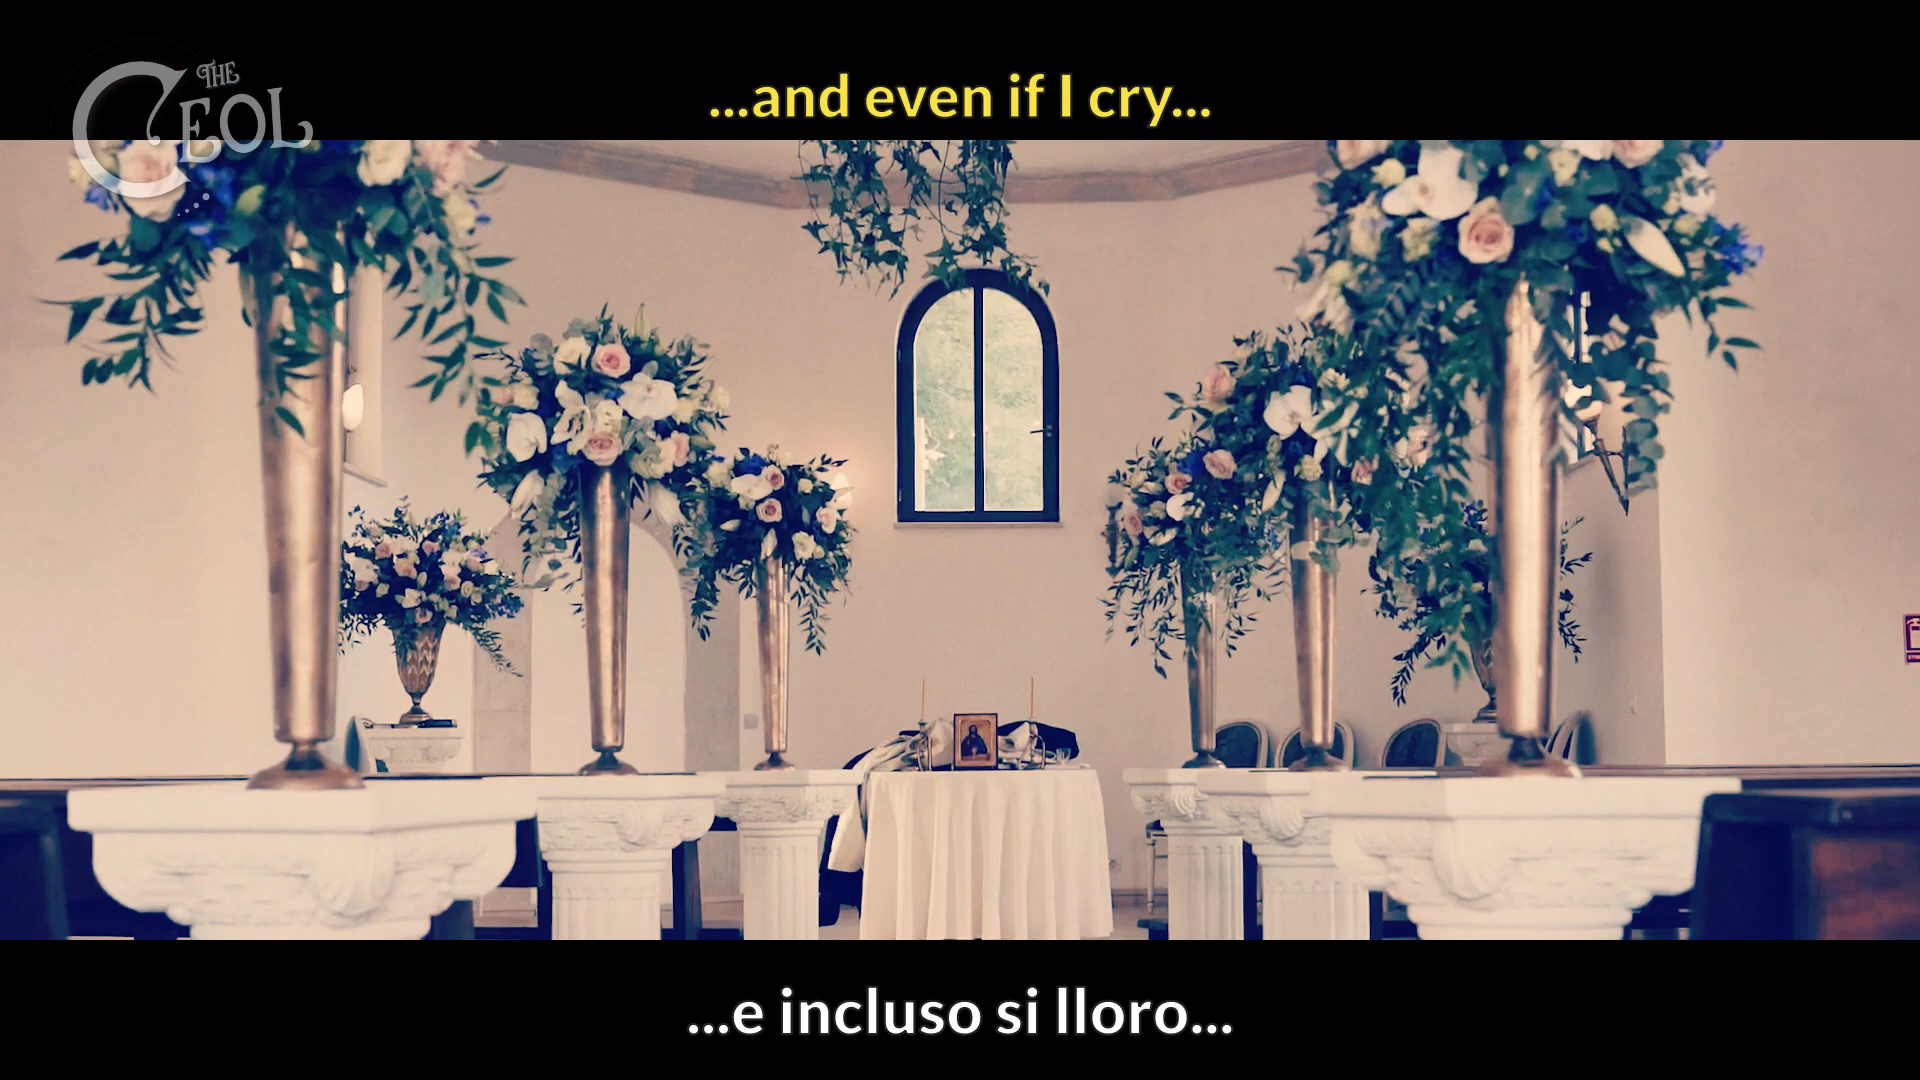 THE
CEOL
...and even if I cry...
...e incluso si lloro...